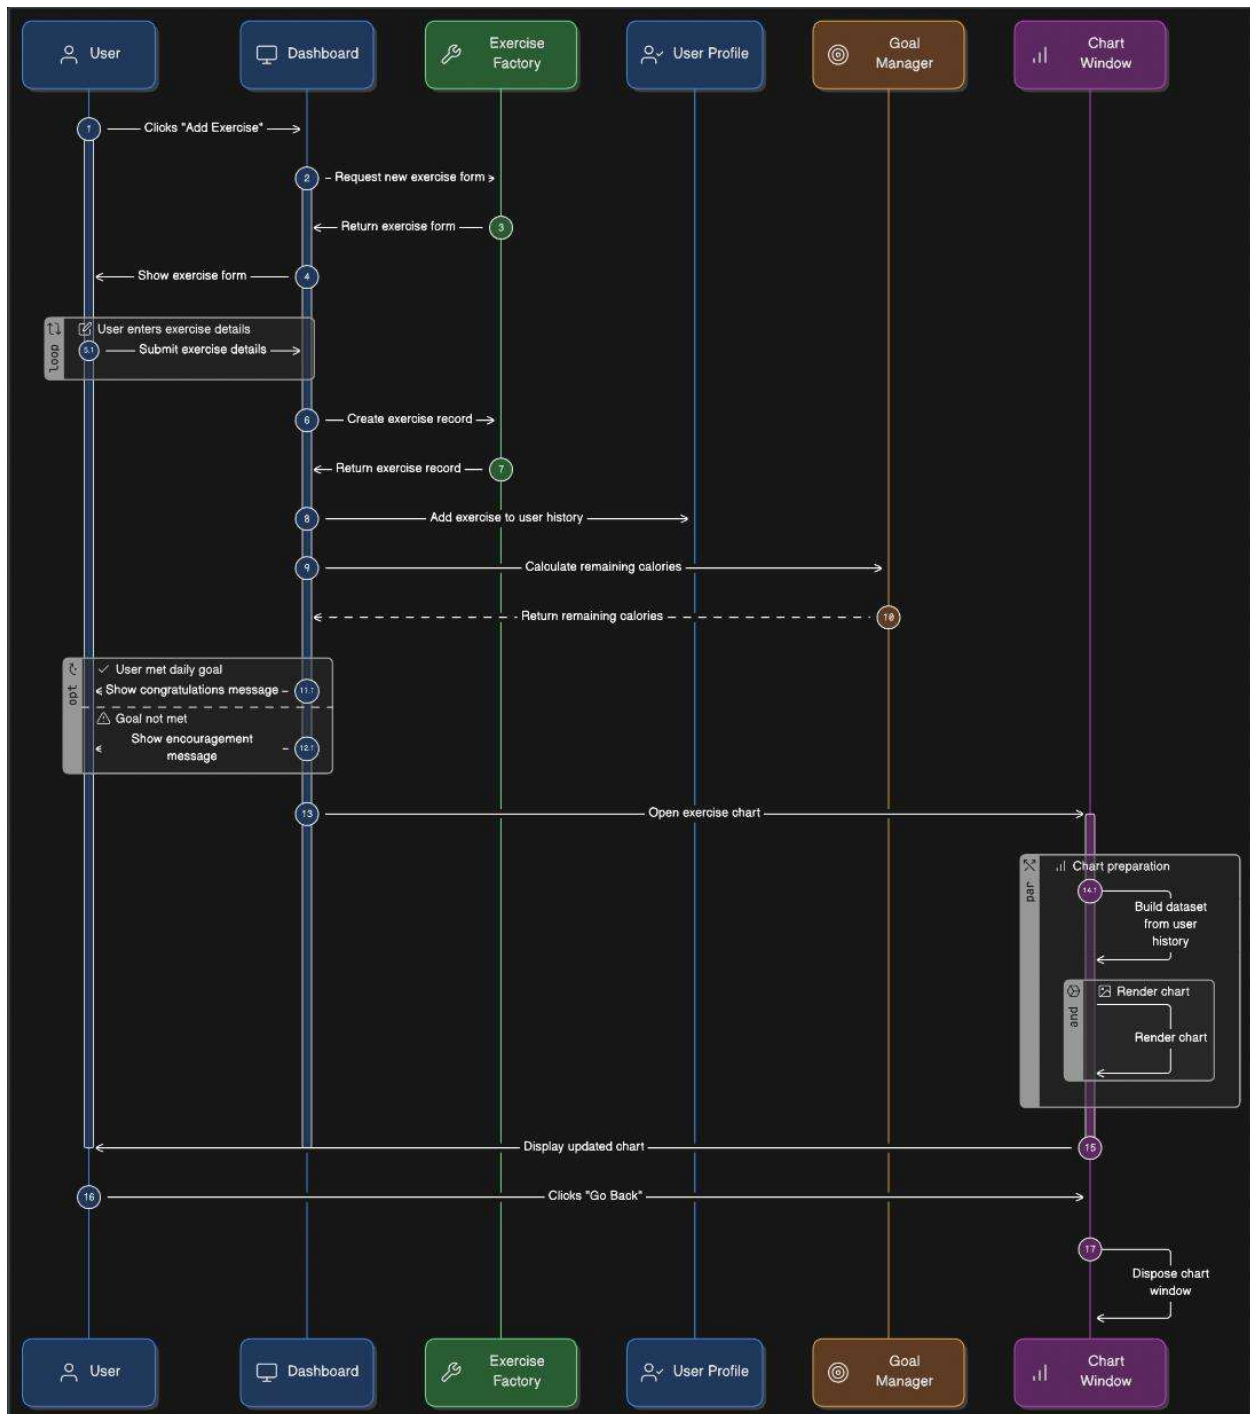 User
Dashboard
Exercise
Factory
User Profile
Goal
Manager
Chart
Window
1
Clicks "Add Exercise"
2
Request new exercise form
Return exercise form
3
Show exercise form
4
loop
User enters exercise details
5.1
Submit exercise details
6
Create exercise record
Return exercise record
7
8
Add exercise to user history
9
Calculate remaining calories
Return remaining calories
10
opt
User met daily goal
Show congratulations message
11.1
Goal not met
Show encouragement
message
12.1
13
Open exercise chart
par
Chart preparation
14.1
Build dataset
from user
history
and
Render chart
Render chart
Display updated chart
15
16
Clicks "Go Back"
17
Dispose chart
window
User
Dashboard
Exercise
Factory
User Profile
Goal
Manager
Chart
Window